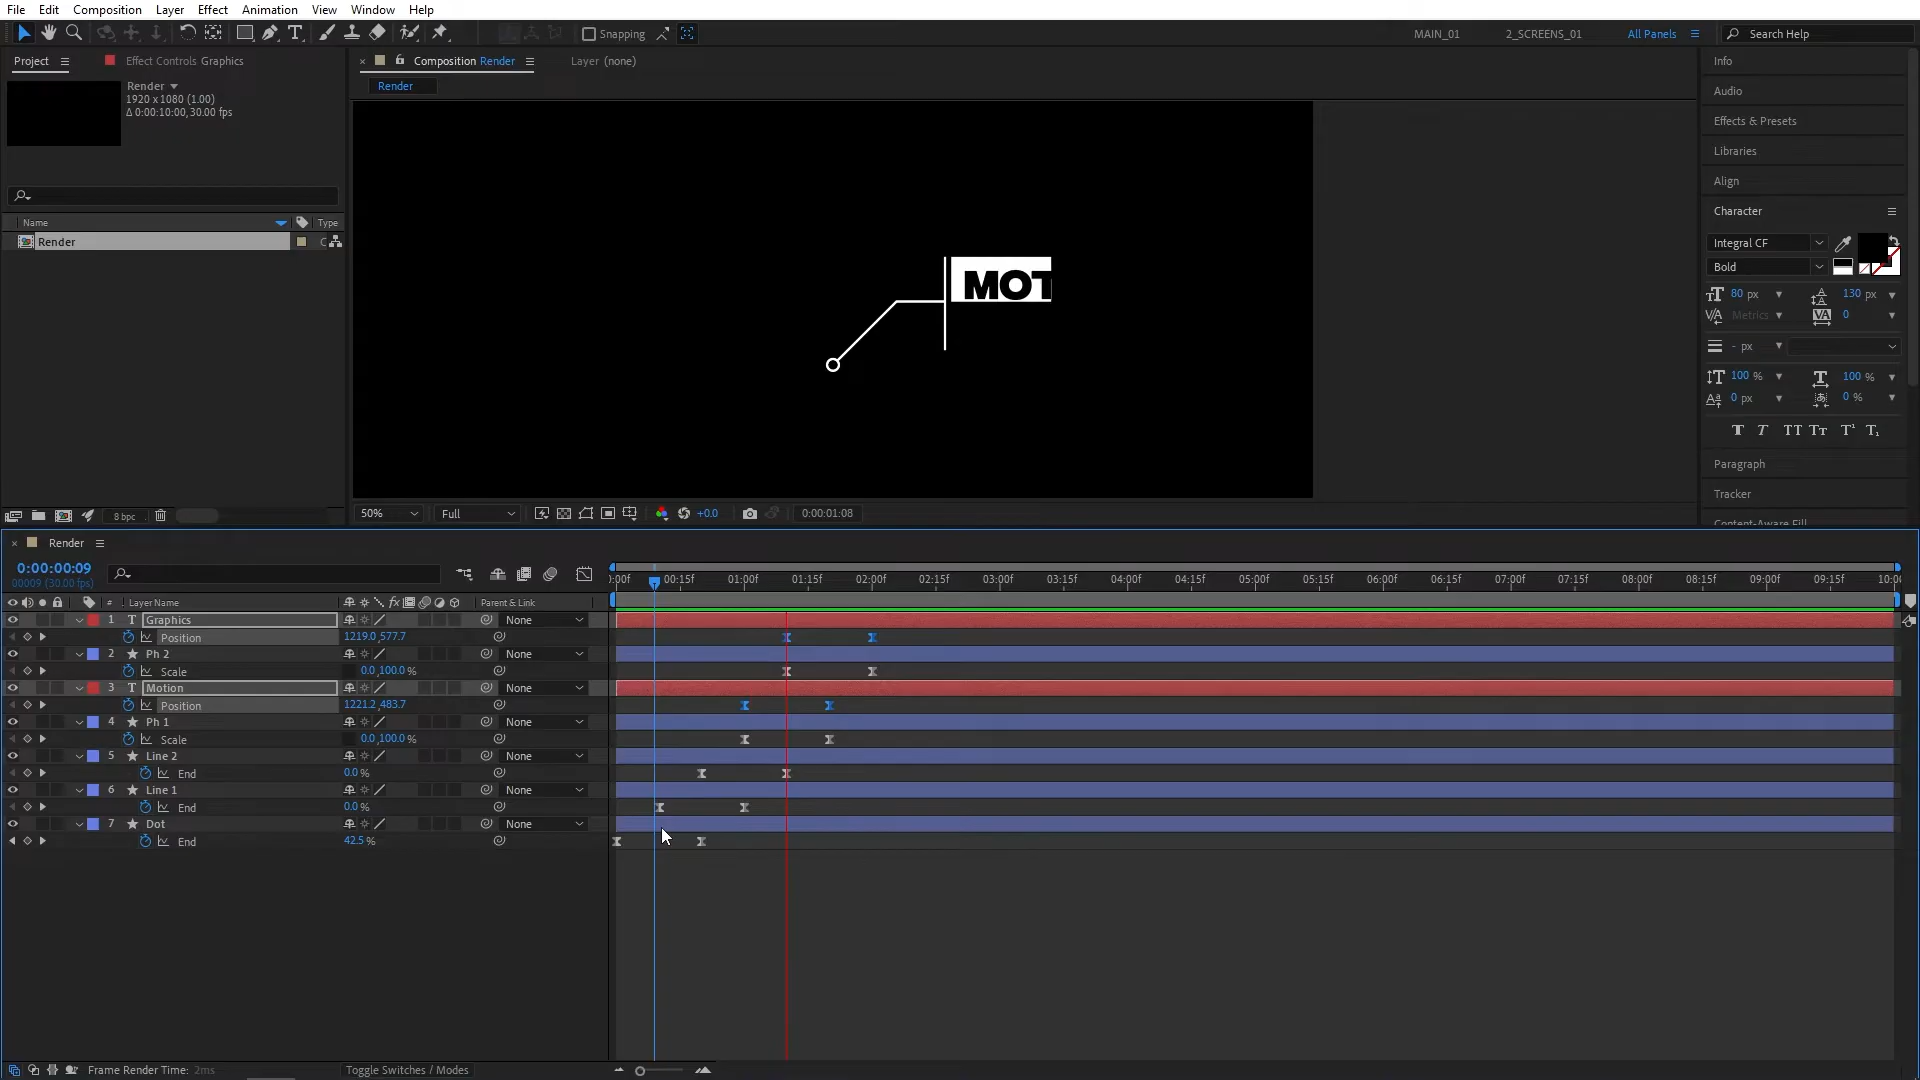 File Edit Composition Layer Effect Animation View Window Help
Snapping
MAIN_01 2_SCREENS_01 All Panels Search Help
Project Effect Controls Graphics
Composition Render Layer (none)
Render
Render
1920 x 1080 (1.00)
Δ 0:00:10:00, 30.00 fps
Name Type
Render C
8 bpc
MOT
50% Full +0.0 0:00:01:08
Info
Audio
Effects & Presets
Libraries
Align
Character
Integral CF
Bold
80 px 130 px
Metrics 0
- px
100 % 100 %
0 px 0 %
Paragraph
Tracker
Content-Aware Fill
Render
0:00:00:09
00009 (30.00 fps)
# Layer Name Parent & Link
):00f 00:15f 01:00f 01:15f 02:00f 02:15f 03:00f 03:15f 04:00f 04:15f 05:00f 05:15f 06:00f 06:15f 07:00f 07:15f 08:00f 08:15f 09:00f 09:15f 10:0
1 T Graphics None
Position 1219.0,577.7
2 Ph 2 None
Scale 0.0,100.0 %
3 T Motion None
Position 1221.2,483.7
4 Ph 1 None
Scale 0.0,100.0 %
5 Line 2 None
End 0.0 %
6 Line 1 None
End 0.0 %
7 Dot None
End 42.5 %
Frame Render Time: 2ms Toggle Switches / Modes